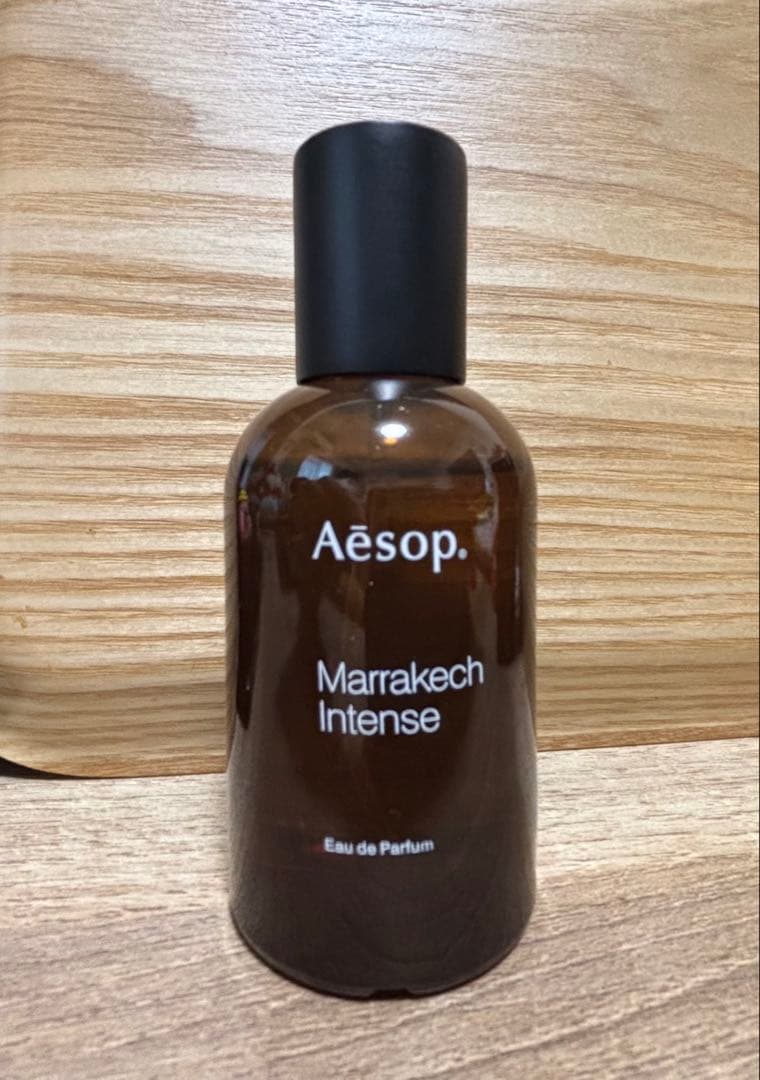 Aēsop.
Marrakech
Intense
Eau de Parfum